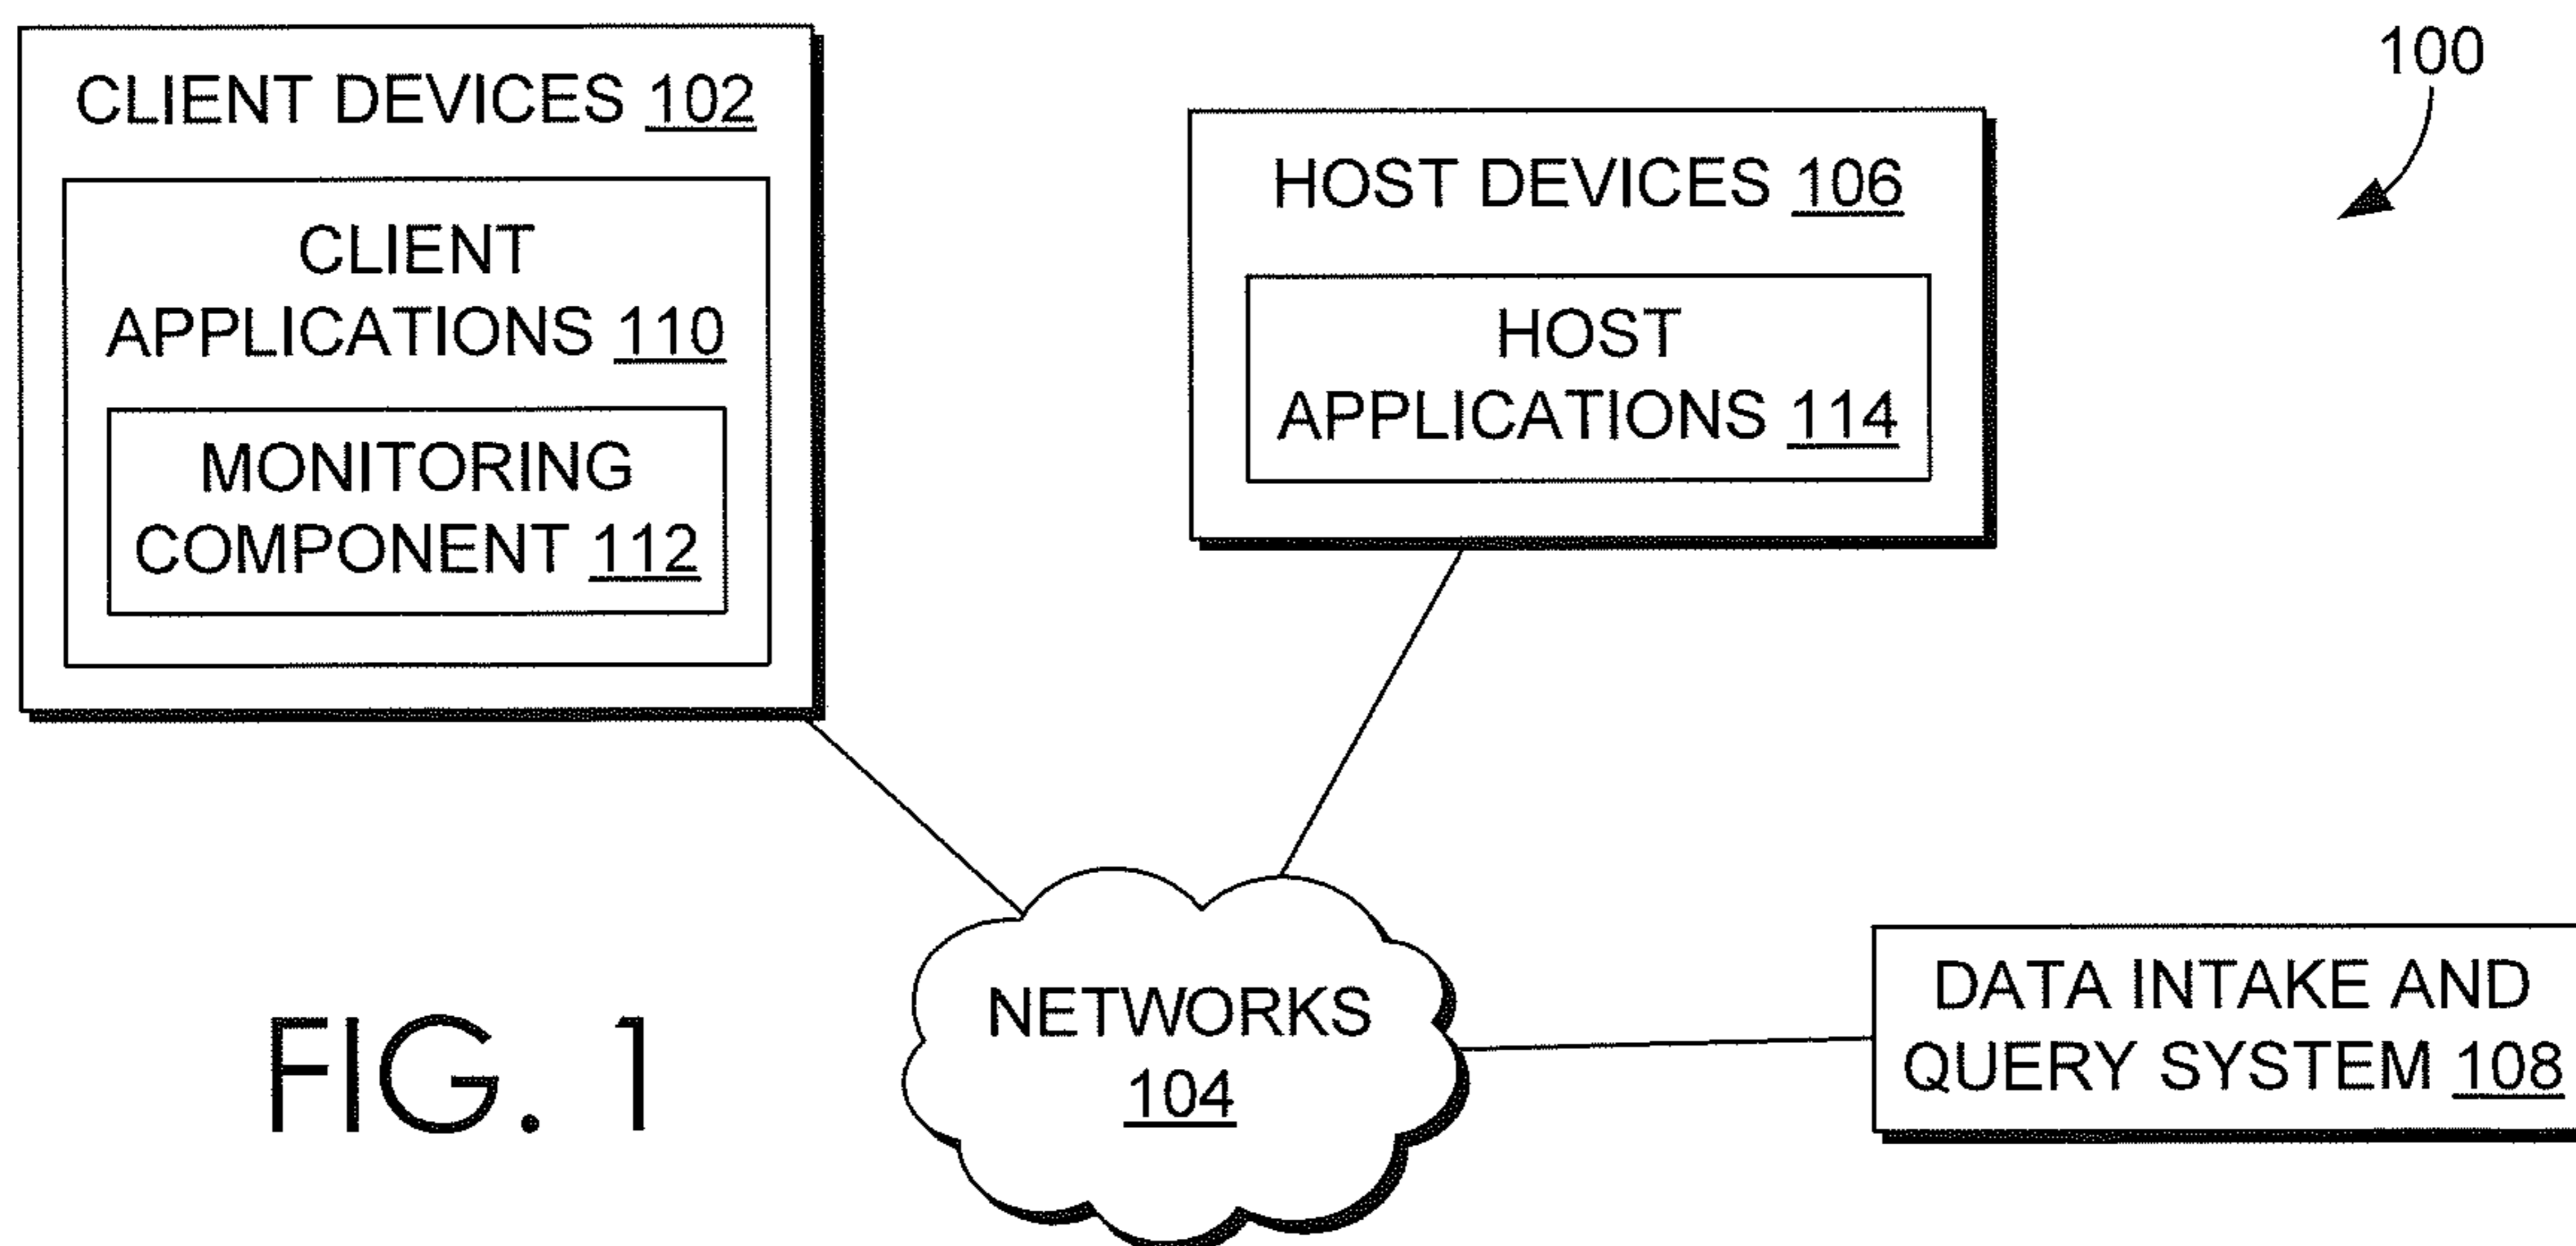 100
CLIENT DEVICES 102
CLIENT
APPLICATIONS 110
MONITORING
COMPONENT 112
HOST DEVICES 106
HOST
APPLICATIONS 114
NETWORKS
104
DATA INTAKE AND
QUERY SYSTEM 108
FIG. 1